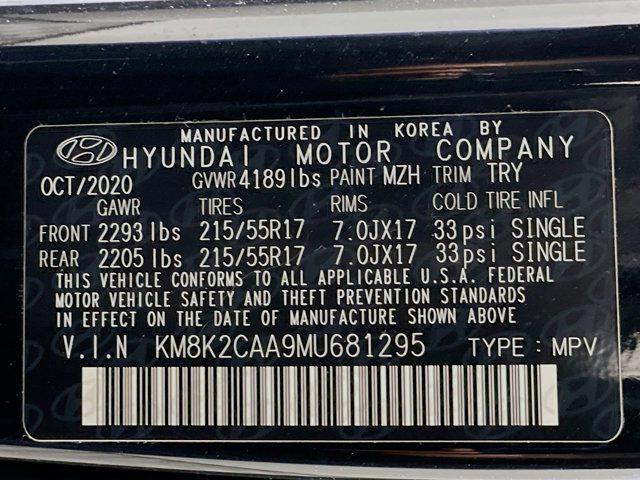 MANUFACTURED IN KOREA BY
HYUNDAI MOTOR COMPANY
OCT/2020 GVWR 4189lbs PAINT MZH TRIM TRY
GAWR TIRES RIMS COLD TIRE INFL
FRONT 2293 lbs 215/55R17 7.0JX17 33psi SINGLE
REAR 2205 lbs 215/55R17 7.0JX17 33psi SINGLE
THIS VEHICLE CONFORMS TO ALL APPLICABLE U.S.A. FEDERAL
MOTOR VEHICLE SAFETY AND THEFT PREVENTION STANDARDS
IN EFFECT ON THE DATE OF MANUFACTURE SHOWN ABOVE
V.I.N KM8K2CAA9MU681295 TYPE : MPV